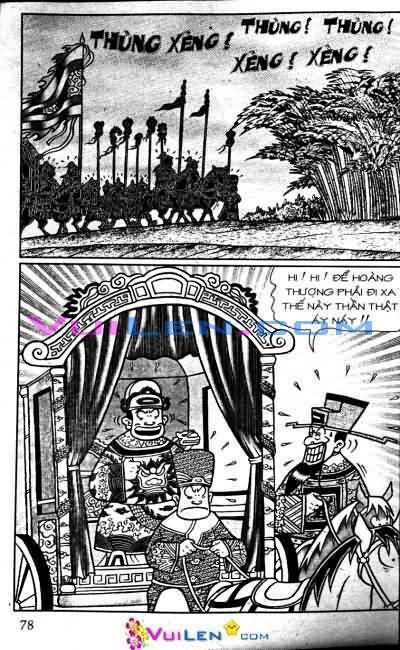 THÙNG XÈNG!
THÙNG! THÙNG!
XÈNG! XÈNG!
HI! HI! ĐỂ HOÀNG
THƯỢNG PHẢI ĐI XA
THẾ NÀY THẦN THẬT
ÁY NÁY!!
VUILEN.COM
78
VUILEN.COM